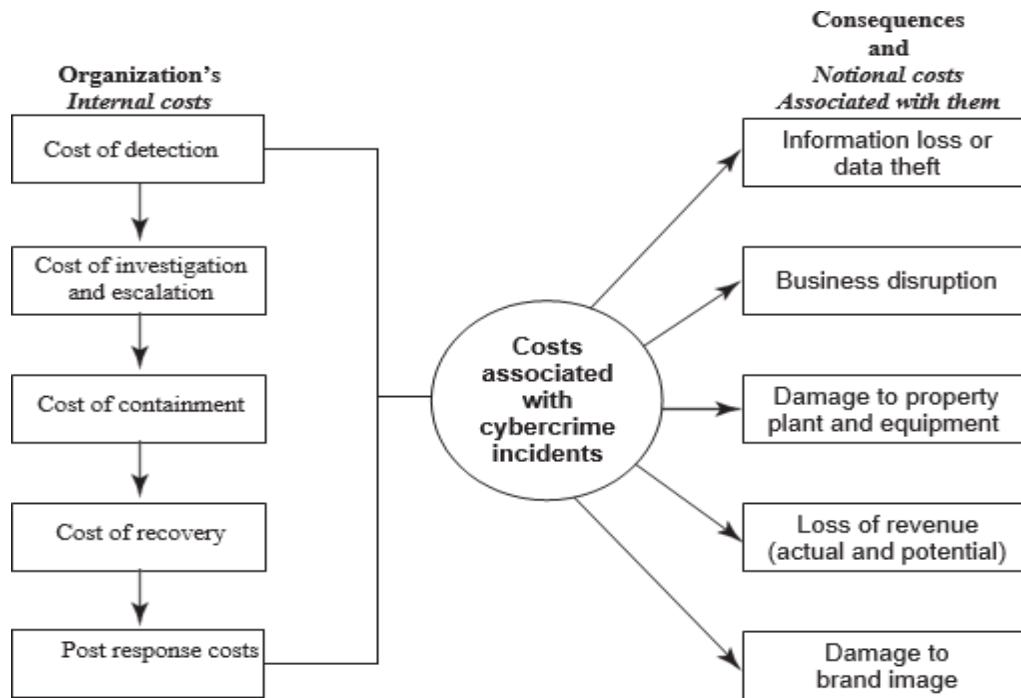 Organization's
Internal costs
Cost of detection
Cost of investigation
and escalation
Cost of containment
Cost of recovery
Post response costs
Costs
associated
with
cybercrime
incidents
Consequences
and
Notional costs
Associated with them
Information loss or
data theft
Business disruption
Damage to property
plant and equipment
Loss of revenue
(actual and potential)
Damage to
brand image